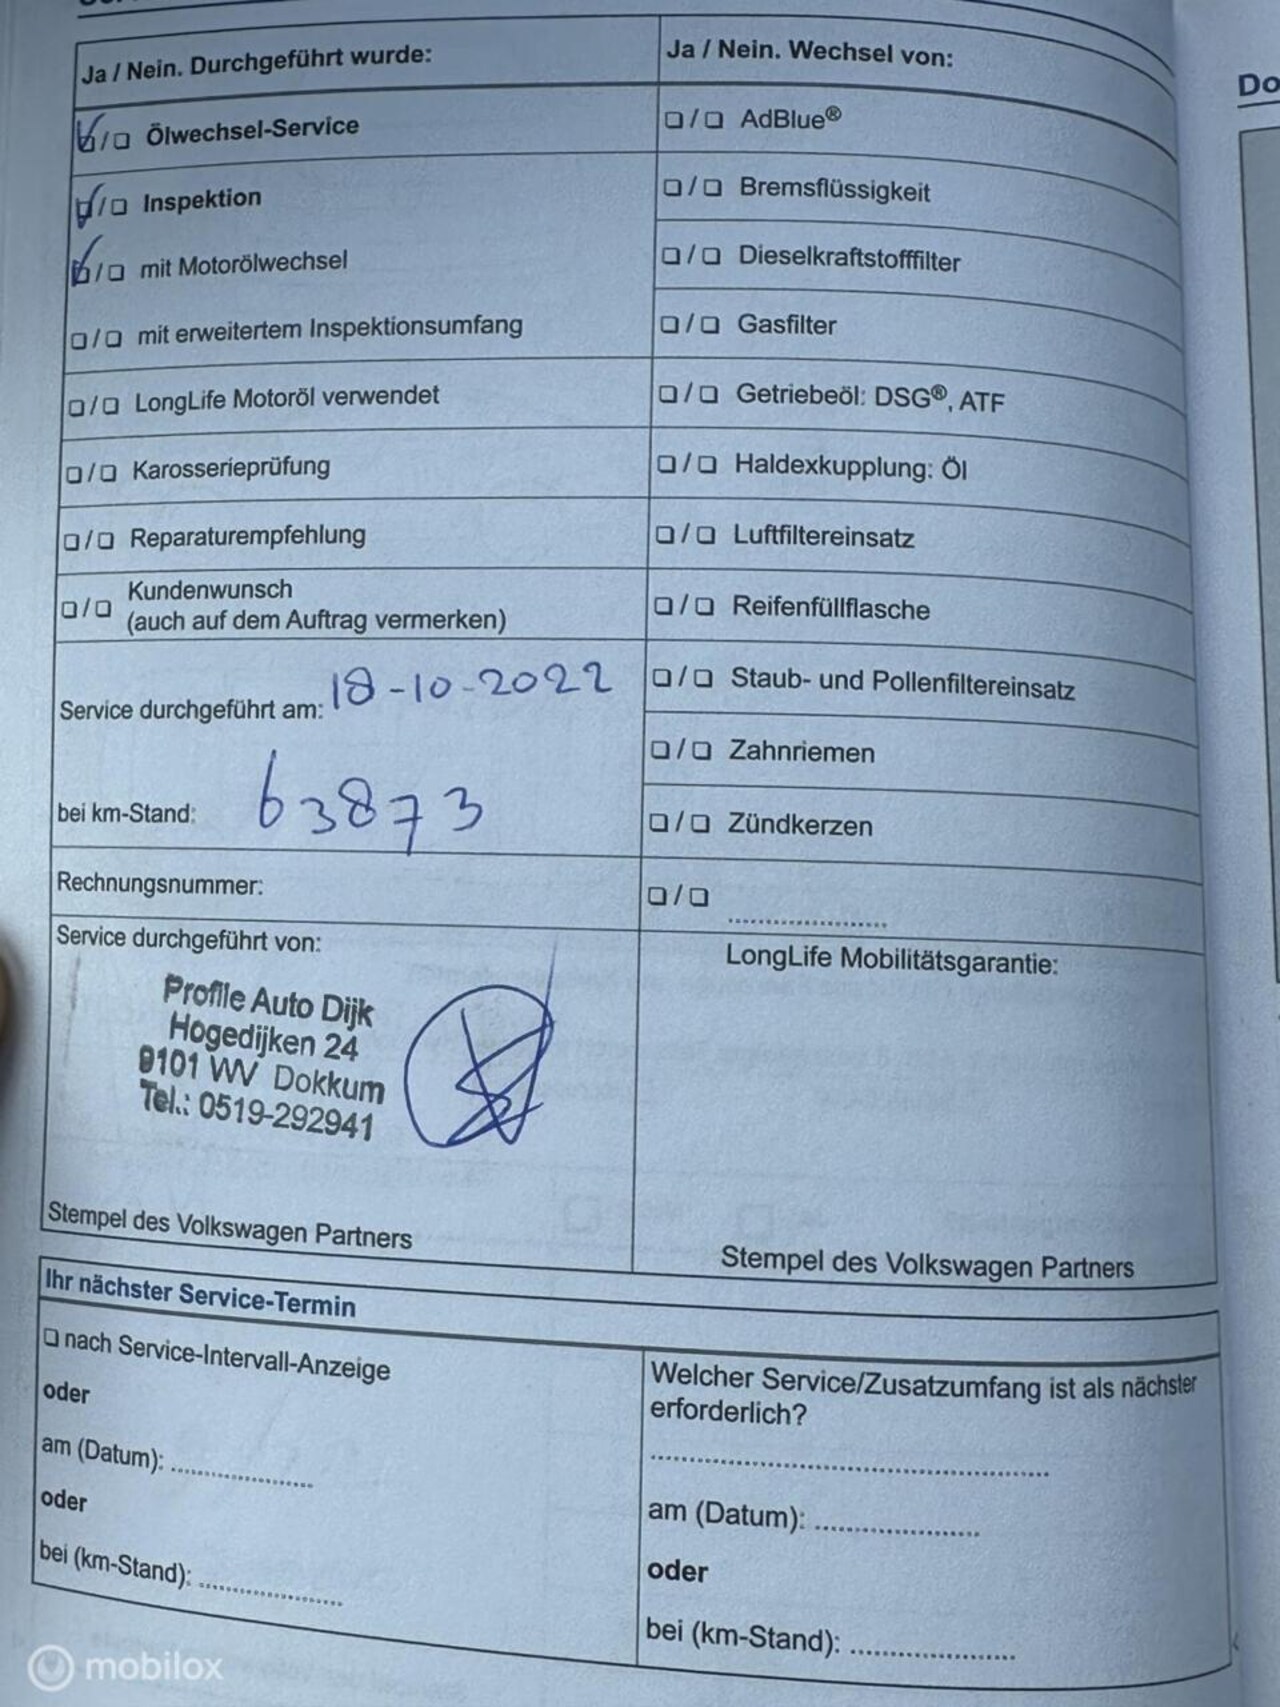 Ja / Nein. Durchgeführt wurde:
Ölwechsel-Service
Inspektion
mit Motorölwechsel
mit erweitertem Inspektionsumfang
LongLife Motoröl verwendet
Karosserieprüfung
Reparaturempfehlung
Kundenwunsch
(auch auf dem Auftrag vermerken)
Service durchgeführt am: 18-10-2022
bei km-Stand: 63873
Rechnungsnummer:
Service durchgeführt von:
Profile Auto Dijk
Hogedijken 24
9101 WV Dokkum
Tel.: 0519-292941
Stempel des Volkswagen Partners
Ja / Nein. Wechsel von:
AdBlue®
Bremsflüssigkeit
Dieselkraftstofffilter
Gasfilter
Getriebeöl: DSG®, ATF
Haldexkupplung: Öl
Luftfiltereinsatz
Reifenfüllflasche
Staub- und Pollenfiltereinsatz
Zahnriemen
Zündkerzen
LongLife Mobilitätsgarantie:
Stempel des Volkswagen Partners
Ihr nächster Service-Termin
nach Service-Intervall-Anzeige
oder
am (Datum):
oder
bei (km-Stand):
Welcher Service/Zusatzumfang ist als nächster
erforderlich?
am (Datum):
oder
bei (km-Stand):
Do
mobilox